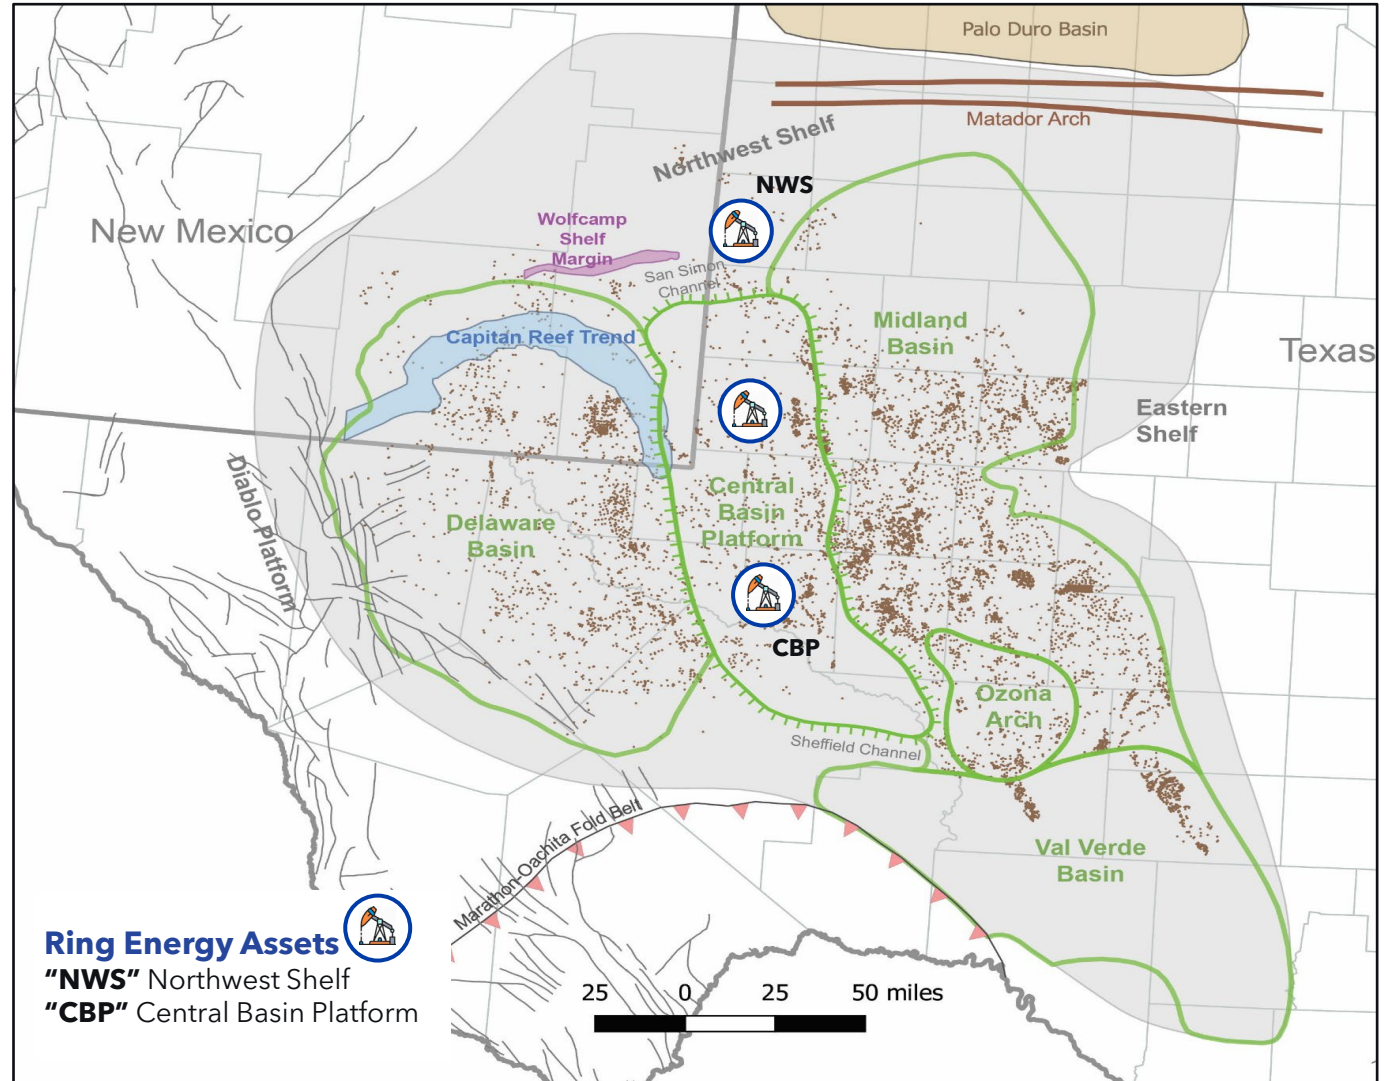 Palo Duro Basin
Matador Arch
Northwest Shelf
NWS
New Mexico
Wolfcamp
Shelf
Margin
San Simon
Channel
Capitan Reef Trend
Midland
Basin
Texas
Eastern
Shelf
Diablo Platform
Delaware
Basin
Central
Basin
Platform
CBP
Ozona
Arch
Sheffield Channel
Marathon-Oachita Fold Belt
Val Verde
Basin
Ring Energy Assets
"NWS" Northwest Shelf
"CBP" Central Basin Platform
25 0 25 50 miles